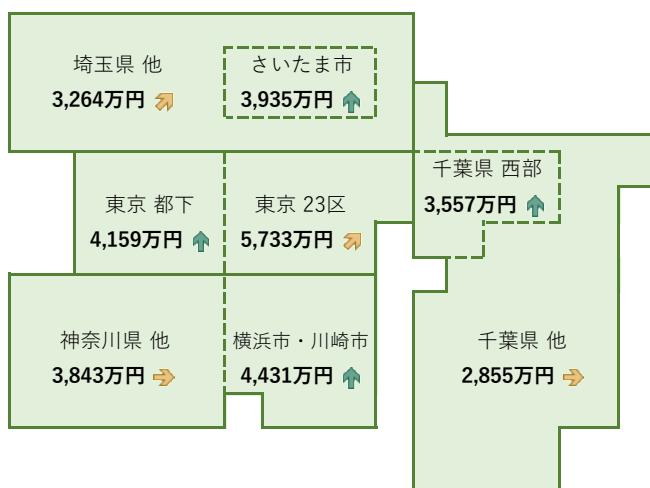 埼玉県 他
3,264万円
さいたま市
3,935万円
千葉県 西部
3,557万円
東京 都下
4,159万円
東京 23区
5,733万円
神奈川県 他
3,843万円
横浜市・川崎市
4,431万円
千葉県 他
2,855万円